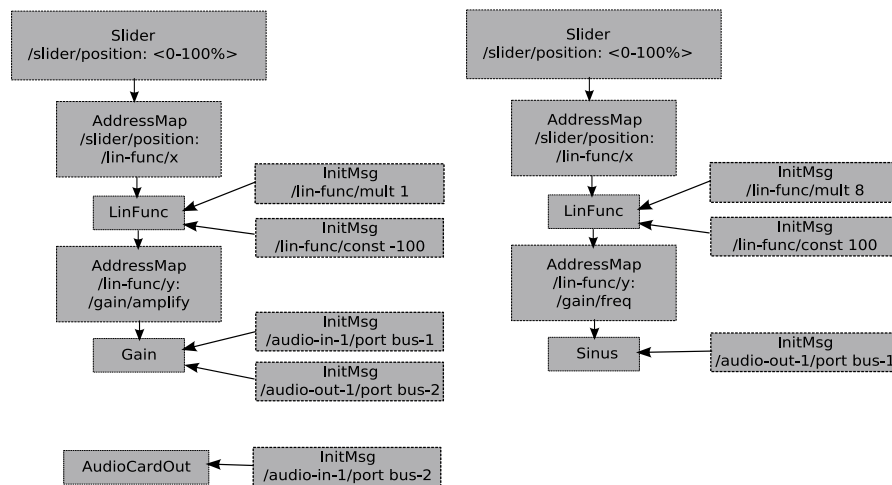 Slider
/slider/position: <0-100%>
AddressMap
/slider/position:
/lin-func/x
InitMsg
/lin-func/mult 1
LinFunc
InitMsg
/lin-func/const -100
AddressMap
/lin-func/y:
/gain/amplify
InitMsg
/audio-in-1/port bus-1
Gain
InitMsg
/audio-out-1/port bus-2
AudioCardOut
InitMsg
/audio-in-1/port bus-2
Slider
/slider/position: <0-100%>
AddressMap
/slider/position:
/lin-func/x
InitMsg
/lin-func/mult 8
LinFunc
InitMsg
/lin-func/const 100
AddressMap
/lin-func/y:
/gain/freq
Sinus
InitMsg
/audio-out-1/port bus-1